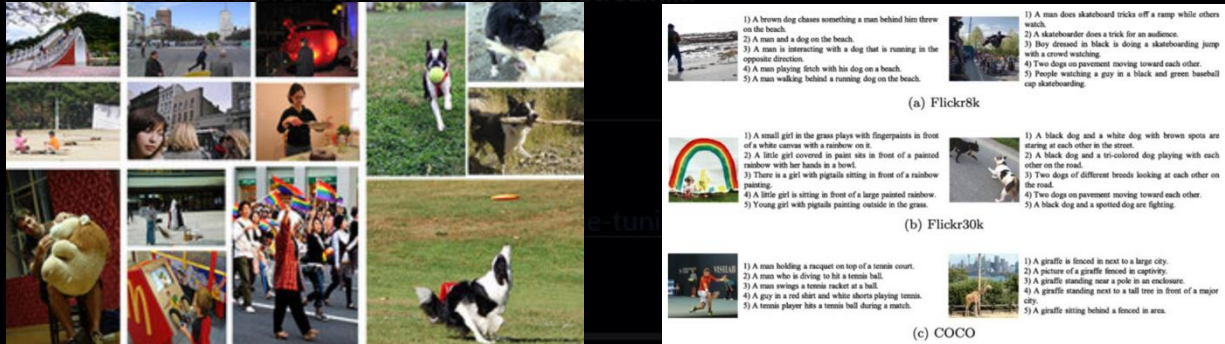 1) A brown dog chases something a man behind him threw
on the beach.
2) A man and a dog on the beach.
3) A man is interacting with a dog that is running in the
opposite direction.
4) A man playing fetch with his dog on a beach.
5) A man walking behind a running dog on the beach.
1) A man does skateboard tricks off a ramp while others
watch.
2) A skateboarder does a trick for an audience.
3) Boy dressed in black is doing a skateboarding jump
with a crowd watching.
4) Two dogs on pavement moving toward each other.
5) People watching a guy in a black and green baseball
cap skateboarding.
(a) Flickr8k
1) A small girl in the grass plays with fingerpaints in front
of a white canvas with a rainbow on it.
2) A little girl covered in paint sits in front of a painted
rainbow with her hands in a bowl.
3) There is a girl with pigtails sitting in front of a rainbow
painting.
4) A little girl is sitting in front of a large painted rainbow.
5) Young girl with pigtails painting outside in the grass.
1) A black dog and a white dog with brown spots are
staring at each other in the street.
2) A black dog and a tri-colored dog playing with each
other on the road.
3) Two dogs of different breeds looking at each other on
the road.
4) Two dogs on pavement moving toward each other.
5) A black dog and a spotted dog are fighting.
(b) Flickr30k
1) A man holding a racquet on top of a tennis court.
2) A man who is diving to hit a tennis ball.
3) A man swings a tennis racket at a ball.
4) A guy in a red shirt and white shorts playing tennis.
5) A tennis player hits a tennis ball during a match.
1) A giraffe is fenced in next to a large city.
2) A picture of a giraffe fenced in captivity.
3) A giraffe standing near a pole in an enclosure.
4) A giraffe standing next to a tall tree in front of a major
city.
5) A giraffe sitting behind a fenced in area.
(c) COCO
e-tuni